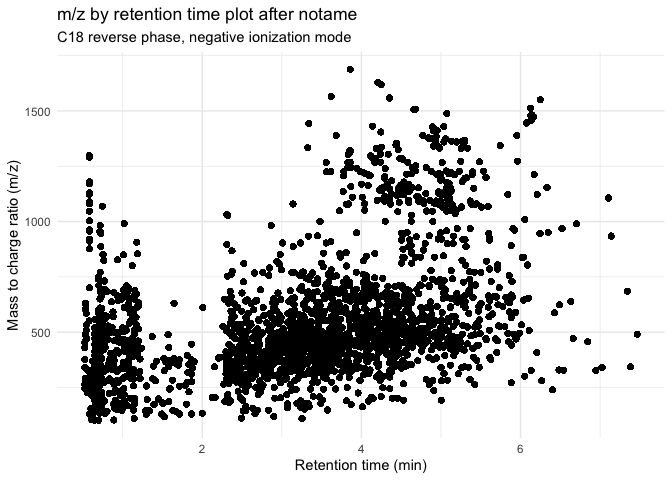 m/z by retention time plot after notame
C18 reverse phase, negative ionization mode
Mass to charge ratio (m/z)
1500
1000
500
2 4 6
Retention time (min)